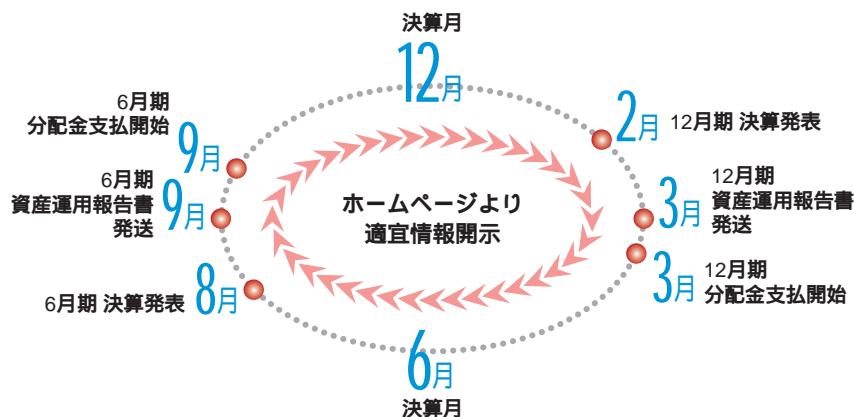 決算月
12月
2月 12月期 決算発表
3月 12月期
資産運用報告書
発送
3月 12月期
分配金支払開始
6月
決算月
6月期 決算発表 8月
6月期
資産運用報告書
発送 9月
6月期
分配金支払開始 9月
ホームページより
適宜情報開示